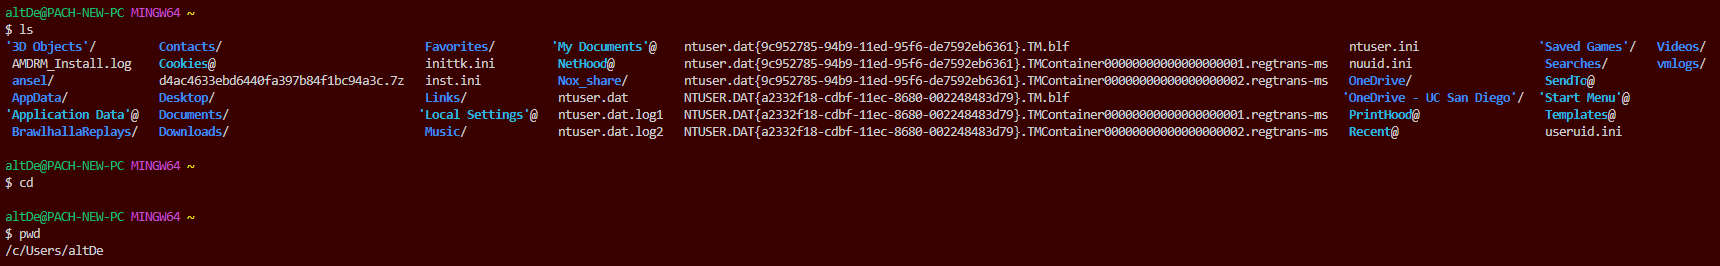 altDe@PACH-NEW-PC MINGW64 ~
$ ls
'3D Objects'/ Contacts/ Favorites/ 'My Documents'@ ntuser.dat{9c952785-94b9-11ed-95f6-de7592eb6361}.TM.blf ntuser.ini 'Saved Games'/ Videos/
AMDRM_Install.log Cookies@ inittk.ini NetHood@ ntuser.dat{9c952785-94b9-11ed-95f6-de7592eb6361}.TMContainer00000000000000000001.regtrans-ms nuuid.ini Searches/ vmlogs/
ansel/ d4ac4633ebd6440fa397b84f1bc94a3c.7z inst.ini Nox_share/ ntuser.dat{9c952785-94b9-11ed-95f6-de7592eb6361}.TMContainer00000000000000000002.regtrans-ms OneDrive/ SendTo@
AppData/ Desktop/ Links/ ntuser.dat NTUSER.DAT{a2332f18-cdbf-11ec-8680-002248483d79}.TM.blf 'OneDrive - UC San Diego'/ 'Start Menu'@
'Application Data'@ Documents/ 'Local Settings'@ ntuser.dat.log1 NTUSER.DAT{a2332f18-cdbf-11ec-8680-002248483d79}.TMContainer00000000000000000001.regtrans-ms PrintHood@ Templates@
BrawlhallaReplays/ Downloads/ Music/ ntuser.dat.log2 NTUSER.DAT{a2332f18-cdbf-11ec-8680-002248483d79}.TMContainer00000000000000000002.regtrans-ms Recent@ useruid.ini
altDe@PACH-NEW-PC MINGW64 ~
$ cd
altDe@PACH-NEW-PC MINGW64 ~
$ pwd
/c/Users/altDe